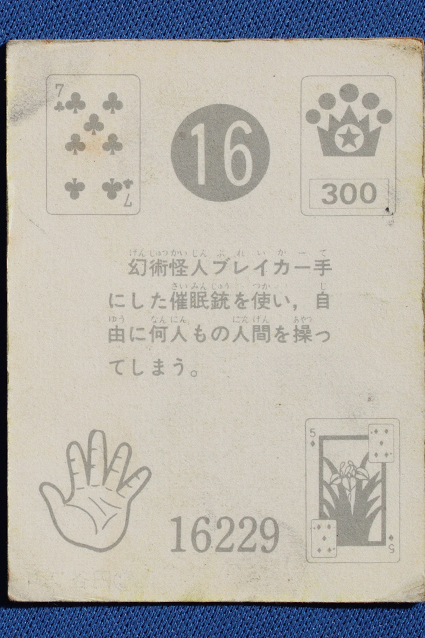 7
16
300
幻術怪人ブレイカー手
にした催眠銃を使い，自
由に何人もの人間を操っ
てしまう。
5
16229
5
7